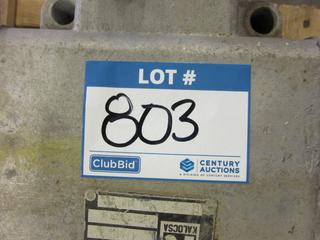 LOT #
803
ClubBid
CENTURY
AUCTIONS
A DIVISION OF CENTURY SERVICES
KALOCSA